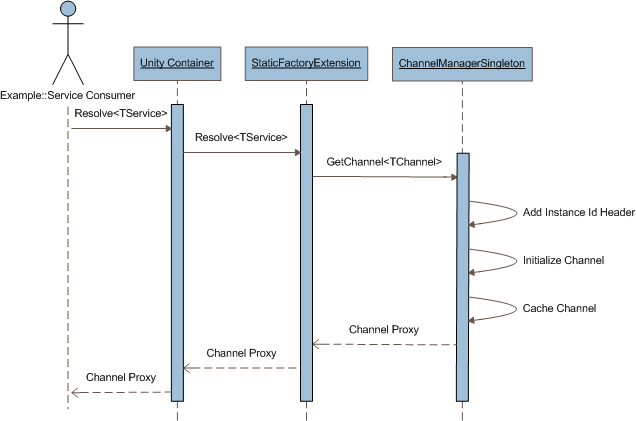 Unity Container
StaticFactoryExtension
ChannelManagerSingleton
Example::Service Consumer
Resolve<TService>
Resolve<TService>
GetChannel<TChannel>
Add Instance Id Header
Initialize Channel
Cache Channel
Channel Proxy
Channel Proxy
Channel Proxy